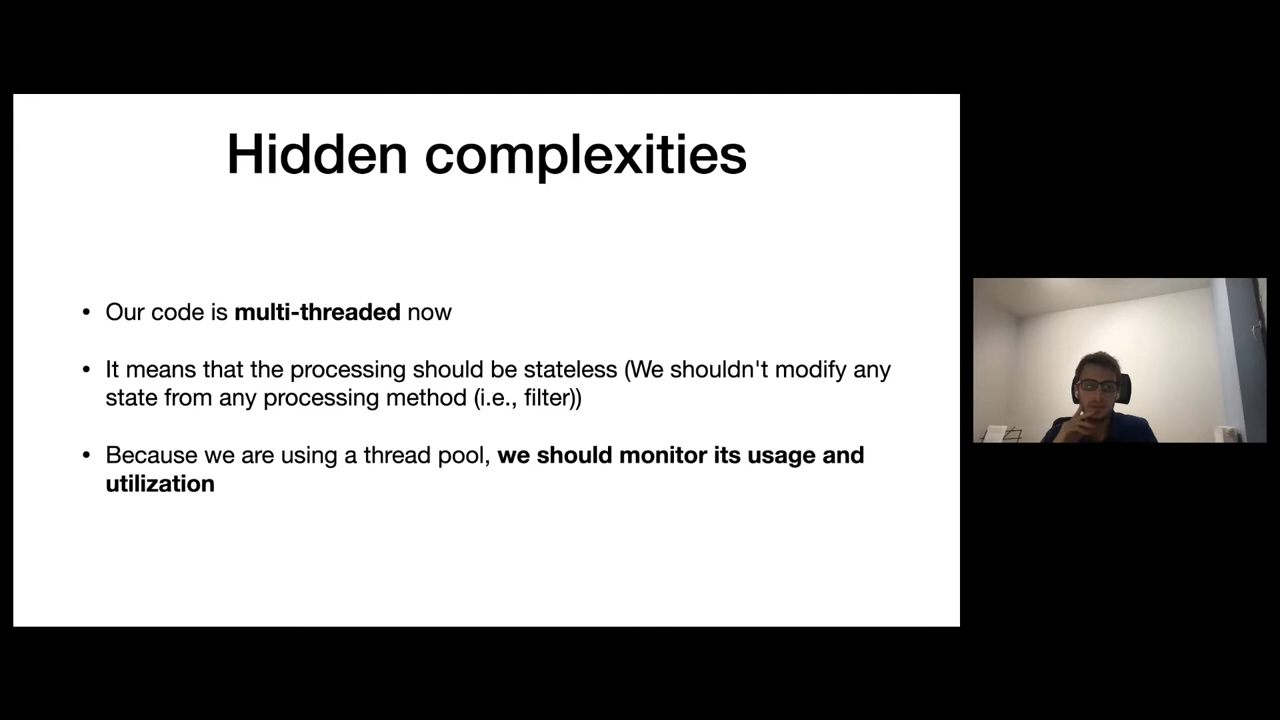 Hidden complexities
• Our code is multi-threaded now
• It means that the processing should be stateless (We shouldn't modify any
state from any processing method (i.e., filter))
• Because we are using a thread pool, we should monitor its usage and
utilization